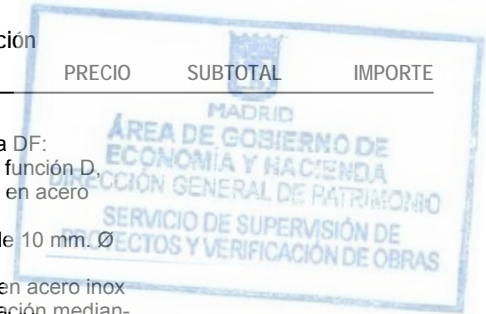 ción
PRECIO SUBTOTAL IMPORTE
MADRID
a DF:
ÁREA DE GOBIERNO DE
función D,
ECONOMÍA Y HACIENDA
en acero
DIRECCIÓN GENERAL DE PATRIMONIO
SERVICIO DE SUPERVISIÓN DE
de 10 mm. Ø
PROYECTOS Y VERIFICACIÓN DE OBRAS
en acero inox
ación median-